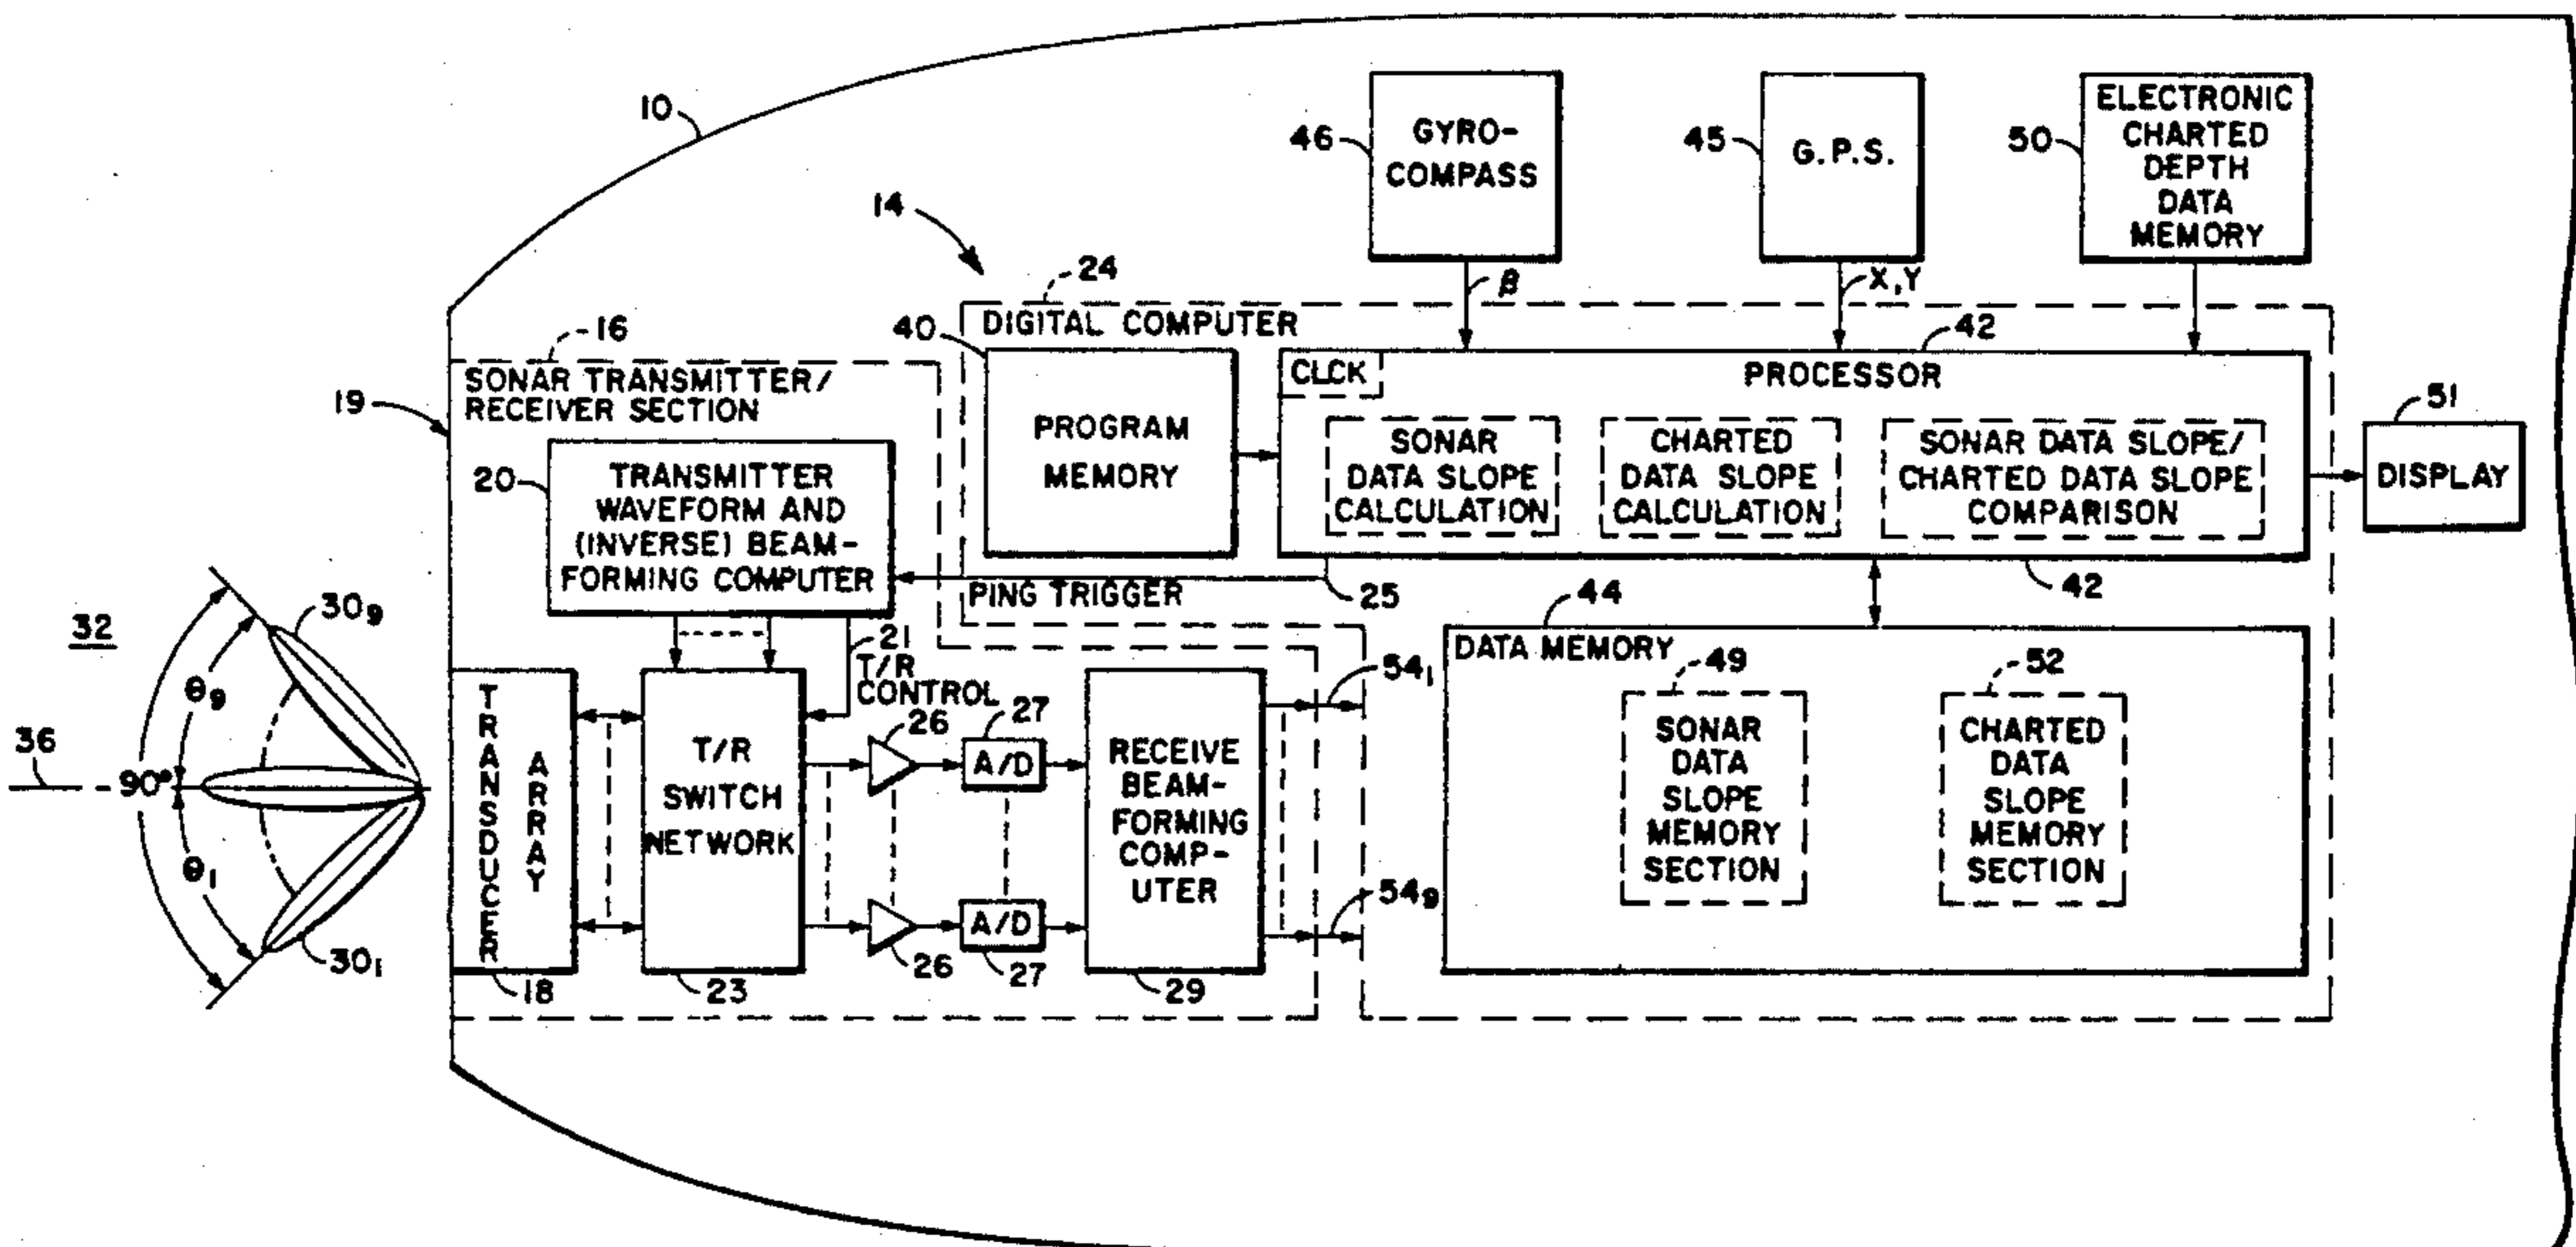 10
46
GYRO-
COMPASS
45
G.P.S.
50
ELECTRONIC
CHARTED
DEPTH
DATA
MEMORY
14
24
β
X,Y
DIGITAL COMPUTER
40
PROGRAM
MEMORY
42
CLCK
PROCESSOR
SONAR
DATA SLOPE
CALCULATION
CHARTED
DATA SLOPE
CALCULATION
SONAR DATA SLOPE/
CHARTED DATA SLOPE
COMPARISON
51
DISPLAY
16
SONAR TRANSMITTER/
RECEIVER SECTION
19
20
TRANSMITTER
WAVEFORM AND
(INVERSE) BEAM-
FORMING COMPUTER
PING TRIGGER
25
42
44
21
T/R
CONTROL
DATA MEMORY
49
SONAR
DATA
SLOPE
MEMORY
SECTION
52
CHARTED
DATA
SLOPE
MEMORY
SECTION
32
30₉
θ₉
36
90°
θ₁
30₁
TRANSDUCER
ARRAY
18
T/R
SWITCH
NETWORK
23
26
27
A/D
A/D
26
27
RECEIVE
BEAM-
FORMING
COMP-
UTER
29
54₁
54₉